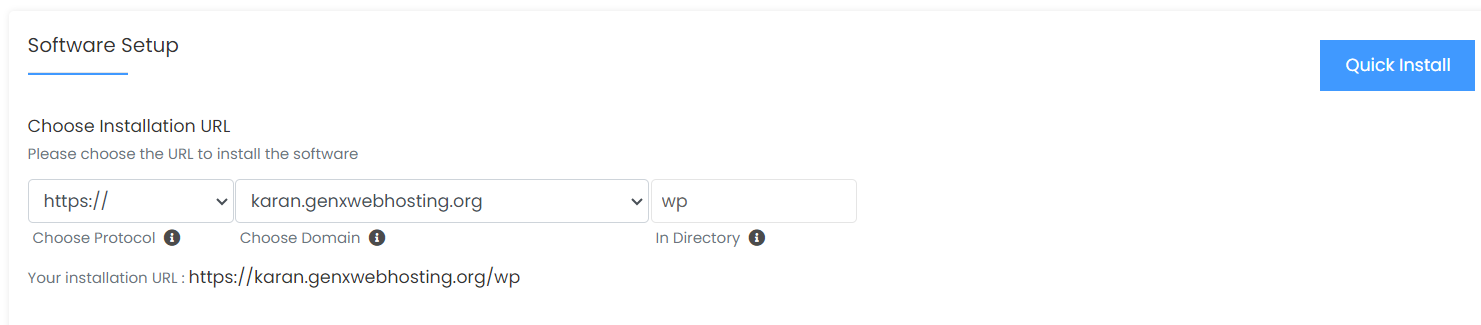 Software Setup
Quick Install
Choose Installation URL
Please choose the URL to install the software
https:// karan.genxwebhosting.org wp
Choose Protocol Choose Domain In Directory
Your installation URL : https://karan.genxwebhosting.org/wp